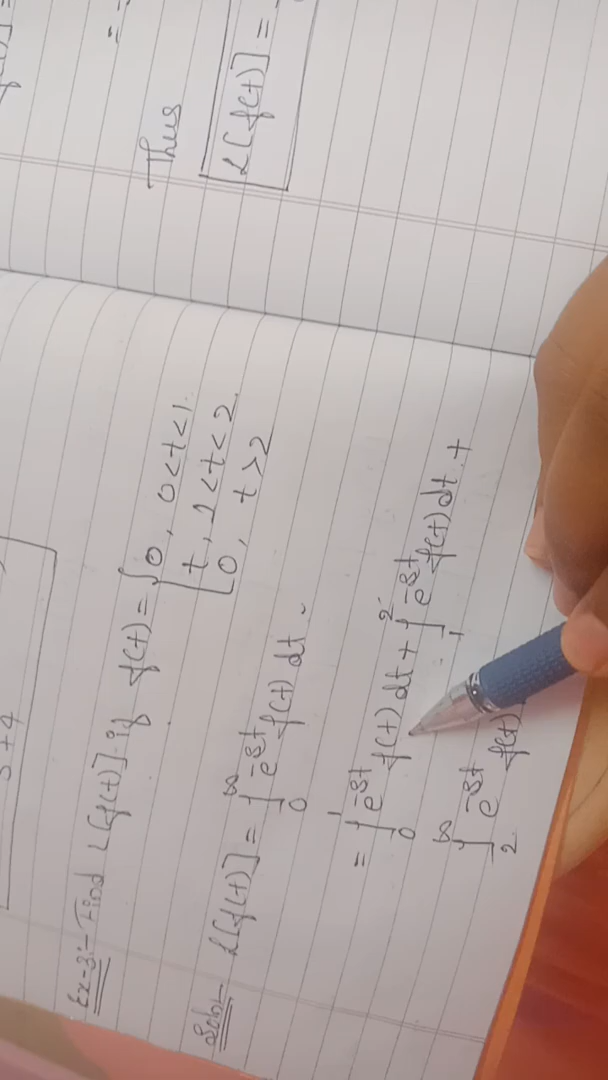 Thus
L[f(t)] =
Ex-3:- Find L[f(t)] if f(t) = { 0, 0<t<1
t, 1<t<2
0, t>2
Soln- L[f(t)] = ∫₀^∞ e^-st f(t) dt.
= ∫₀¹ e^-st f(t) dt + ∫₁² e^-st f(t) dt. +
∫₂^∞ e^-st f(t)